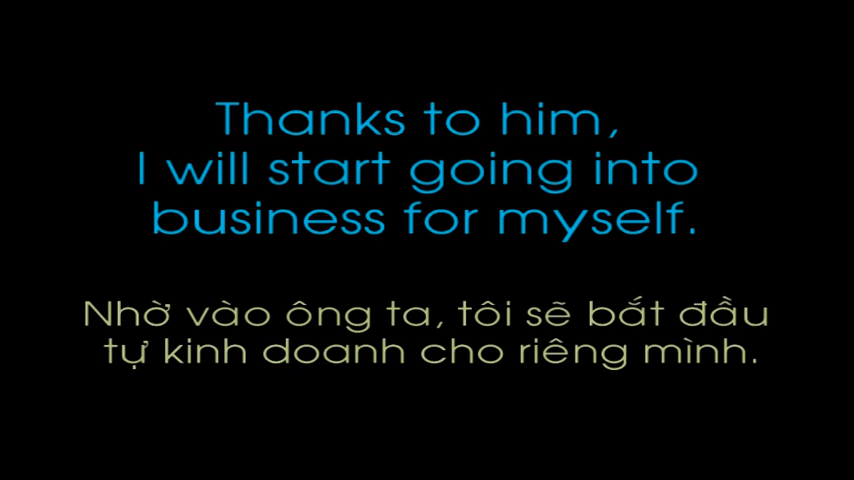 Thanks to him,
I will start going into
business for myself.
Nhờ vào ông ta, tôi sẽ bắt đầu
tự kinh doanh cho riêng mình.